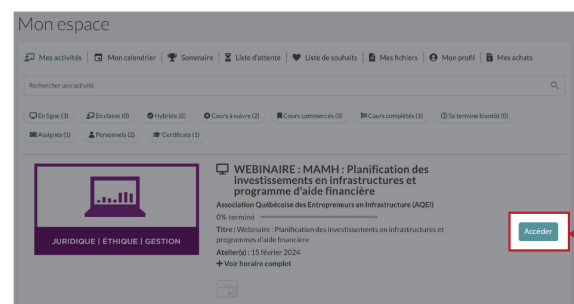 Mon espace
Mes activités | Mon calendrier | Sommaire | Liste d'attente | Liste de souhaits | Mes fichiers | Mon profil | Mes achats
Rechercher une activité
En ligne (3) En classe (0) Hybride (0) Cours à suivre (2) Cours commencés (0) Cours complétés (1) Se termine bientôt (0)
Assignés (1) Personnels (2) Certificats (1)
WEBINAIRE : MAMH : Planification des
investissements en infrastructures et
programme d'aide financière
Association Québécoise des Entrepreneurs en Infrastructure (AQEI)
0% terminé
Titre : Webinaire : Planification des investissements en infrastructures et
programmes d'aide financière
Atelier(s) : 15 février 2024
+ Voir horaire complet
JURIDIQUE | ÉTHIQUE | GESTION
Accéder